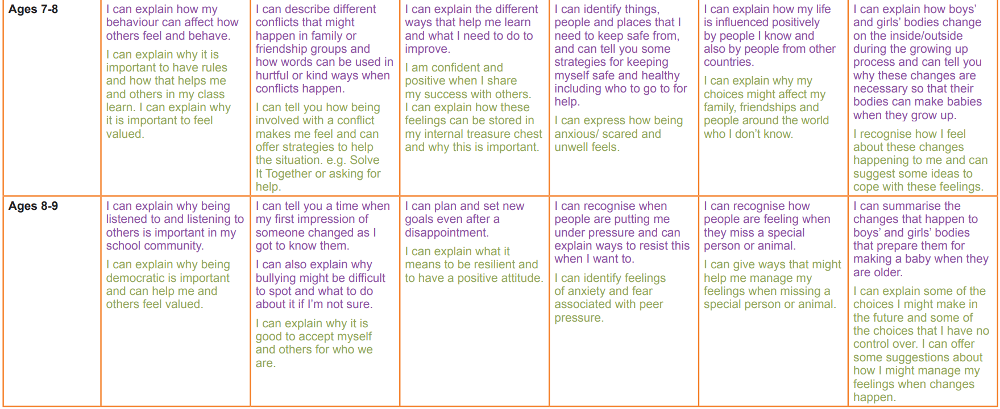 Ages 7-8
I can explain how my
behaviour can affect how
others feel and behave.
I can explain why it is
important to have rules
and how that helps me
and others in my class
learn. I can explain why
it is important to feel
valued.
I can describe different
conflicts that might
happen in family or
friendship groups and
how words can be used in
hurtful or kind ways when
conflicts happen.
I can tell you how being
involved with a conflict
makes me feel and can
offer strategies to help
the situation. e.g. Solve
It Together or asking for
help.
I can explain the different
ways that help me learn
and what I need to do to
improve.
I am confident and
positive when I share
my success with others.
I can explain how these
feelings can be stored in
my internal treasure chest
and why this is important.
I can identify things,
people and places that I
need to keep safe from,
and can tell you some
strategies for keeping
myself safe and healthy
including who to go to for
help.
I can express how being
anxious/ scared and
unwell feels.
I can explain how my life
is influenced positively
by people I know and
also by people from other
countries.
I can explain why my
choices might affect my
family, friendships and
people around the world
who I don’t know.
I can explain how boys’
and girls’ bodies change
on the inside/outside
during the growing up
process and can tell you
why these changes are
necessary so that their
bodies can make babies
when they grow up.
I recognise how I feel
about these changes
happening to me and can
suggest some ideas to
cope with these feelings.
Ages 8-9
I can explain why being
listened to and listening to
others is important in my
school community.
I can explain why being
democratic is important
and can help me and
others feel valued.
I can tell you a time when
my first impression of
someone changed as I
got to know them.
I can also explain why
bullying might be difficult
to spot and what to do
about it if I’m not sure.
I can explain why it is
good to accept myself
and others for who we
are.
I can plan and set new
goals even after a
disappointment.
I can explain what it
means to be resilient and
to have a positive attitude.
I can recognise when
people are putting me
under pressure and can
explain ways to resist this
when I want to.
I can identify feelings
of anxiety and fear
associated with peer
pressure.
I can recognise how
people are feeling when
they miss a special
person or animal.
I can give ways that might
help me manage my
feelings when missing a
special person or animal.
I can summarise the
changes that happen to
boys’ and girls’ bodies
that prepare them for
making a baby when they
are older.
I can explain some of the
choices I might make in
the future and some of
the choices that I have no
control over. I can offer
some suggestions about
how I might manage my
feelings when changes
happen.